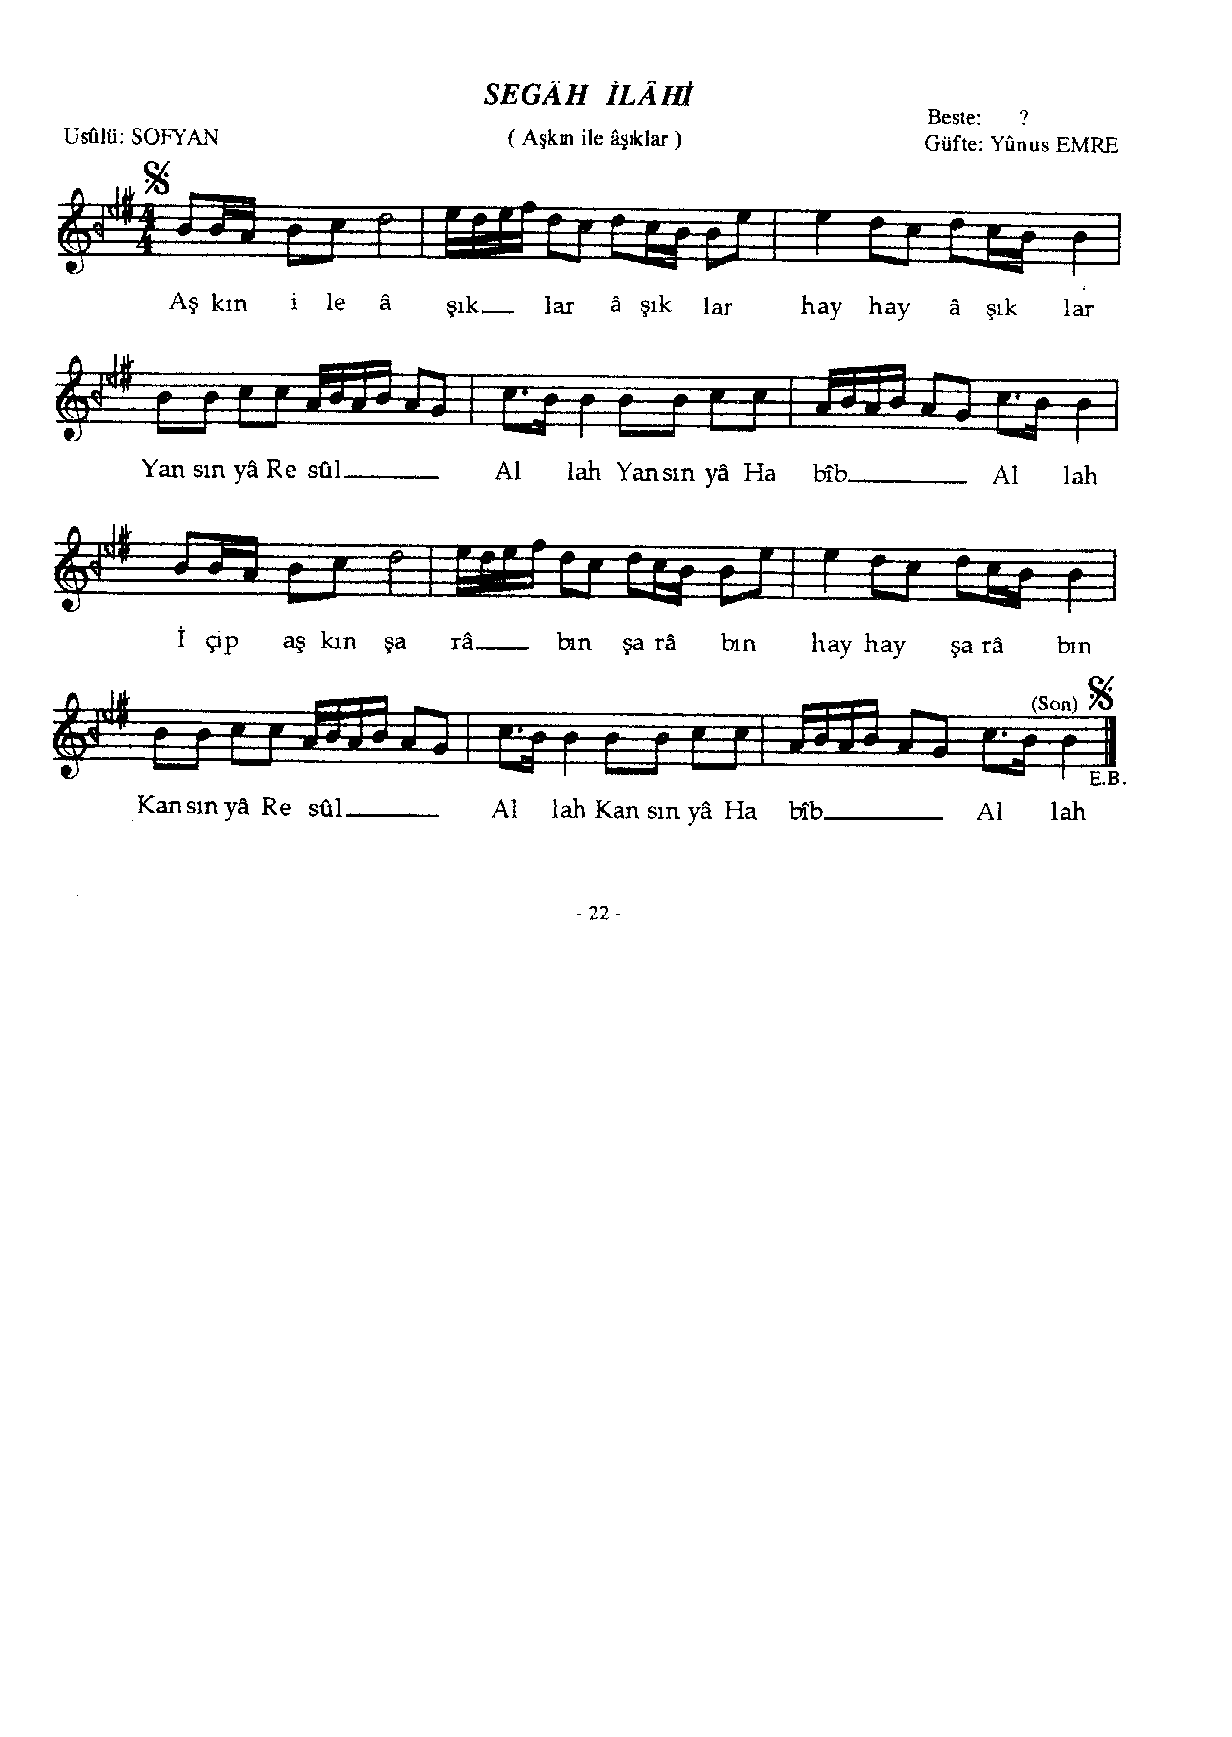 SEGÂH İLÂHİ
Beste: ?
Usûlü: SOFYAN
( Aşkın ile âşıklar )
Güfte: Yûnus EMRE
4
4
Aş kın i le â şık lar â şık lar hay hay â şık lar
Yan sın yâ Re sûl Al lah Yan sın yâ Ha bîb Al lah
İ çip aş kın şa râ bın şa râ bın hay hay şa râ bın
(Son)
E.B.
Kan sın yâ Re sûl Al lah Kan sın yâ Ha bîb Al lah
- 22 -